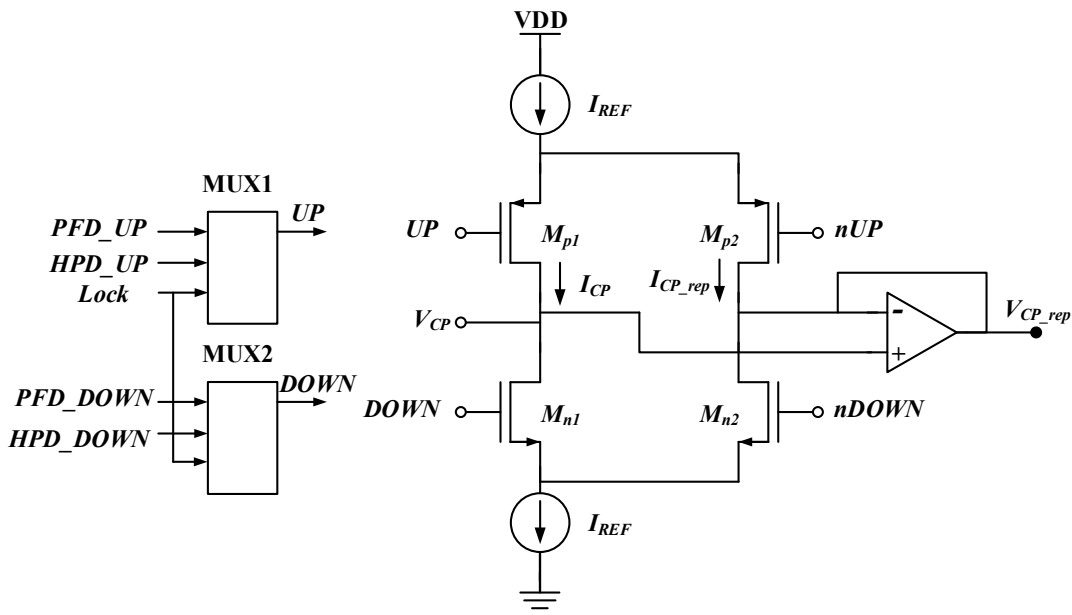 VDD
I_REF
MUX1
PFD_UP
UP
HPD_UP
Lock
UP
M_p1
M_p2
nUP
I_CP
I_CP_rep
V_CP
-
+
V_CP_rep
MUX2
PFD_DOWN
DOWN
HPD_DOWN
DOWN
M_n1
M_n2
nDOWN
I_REF